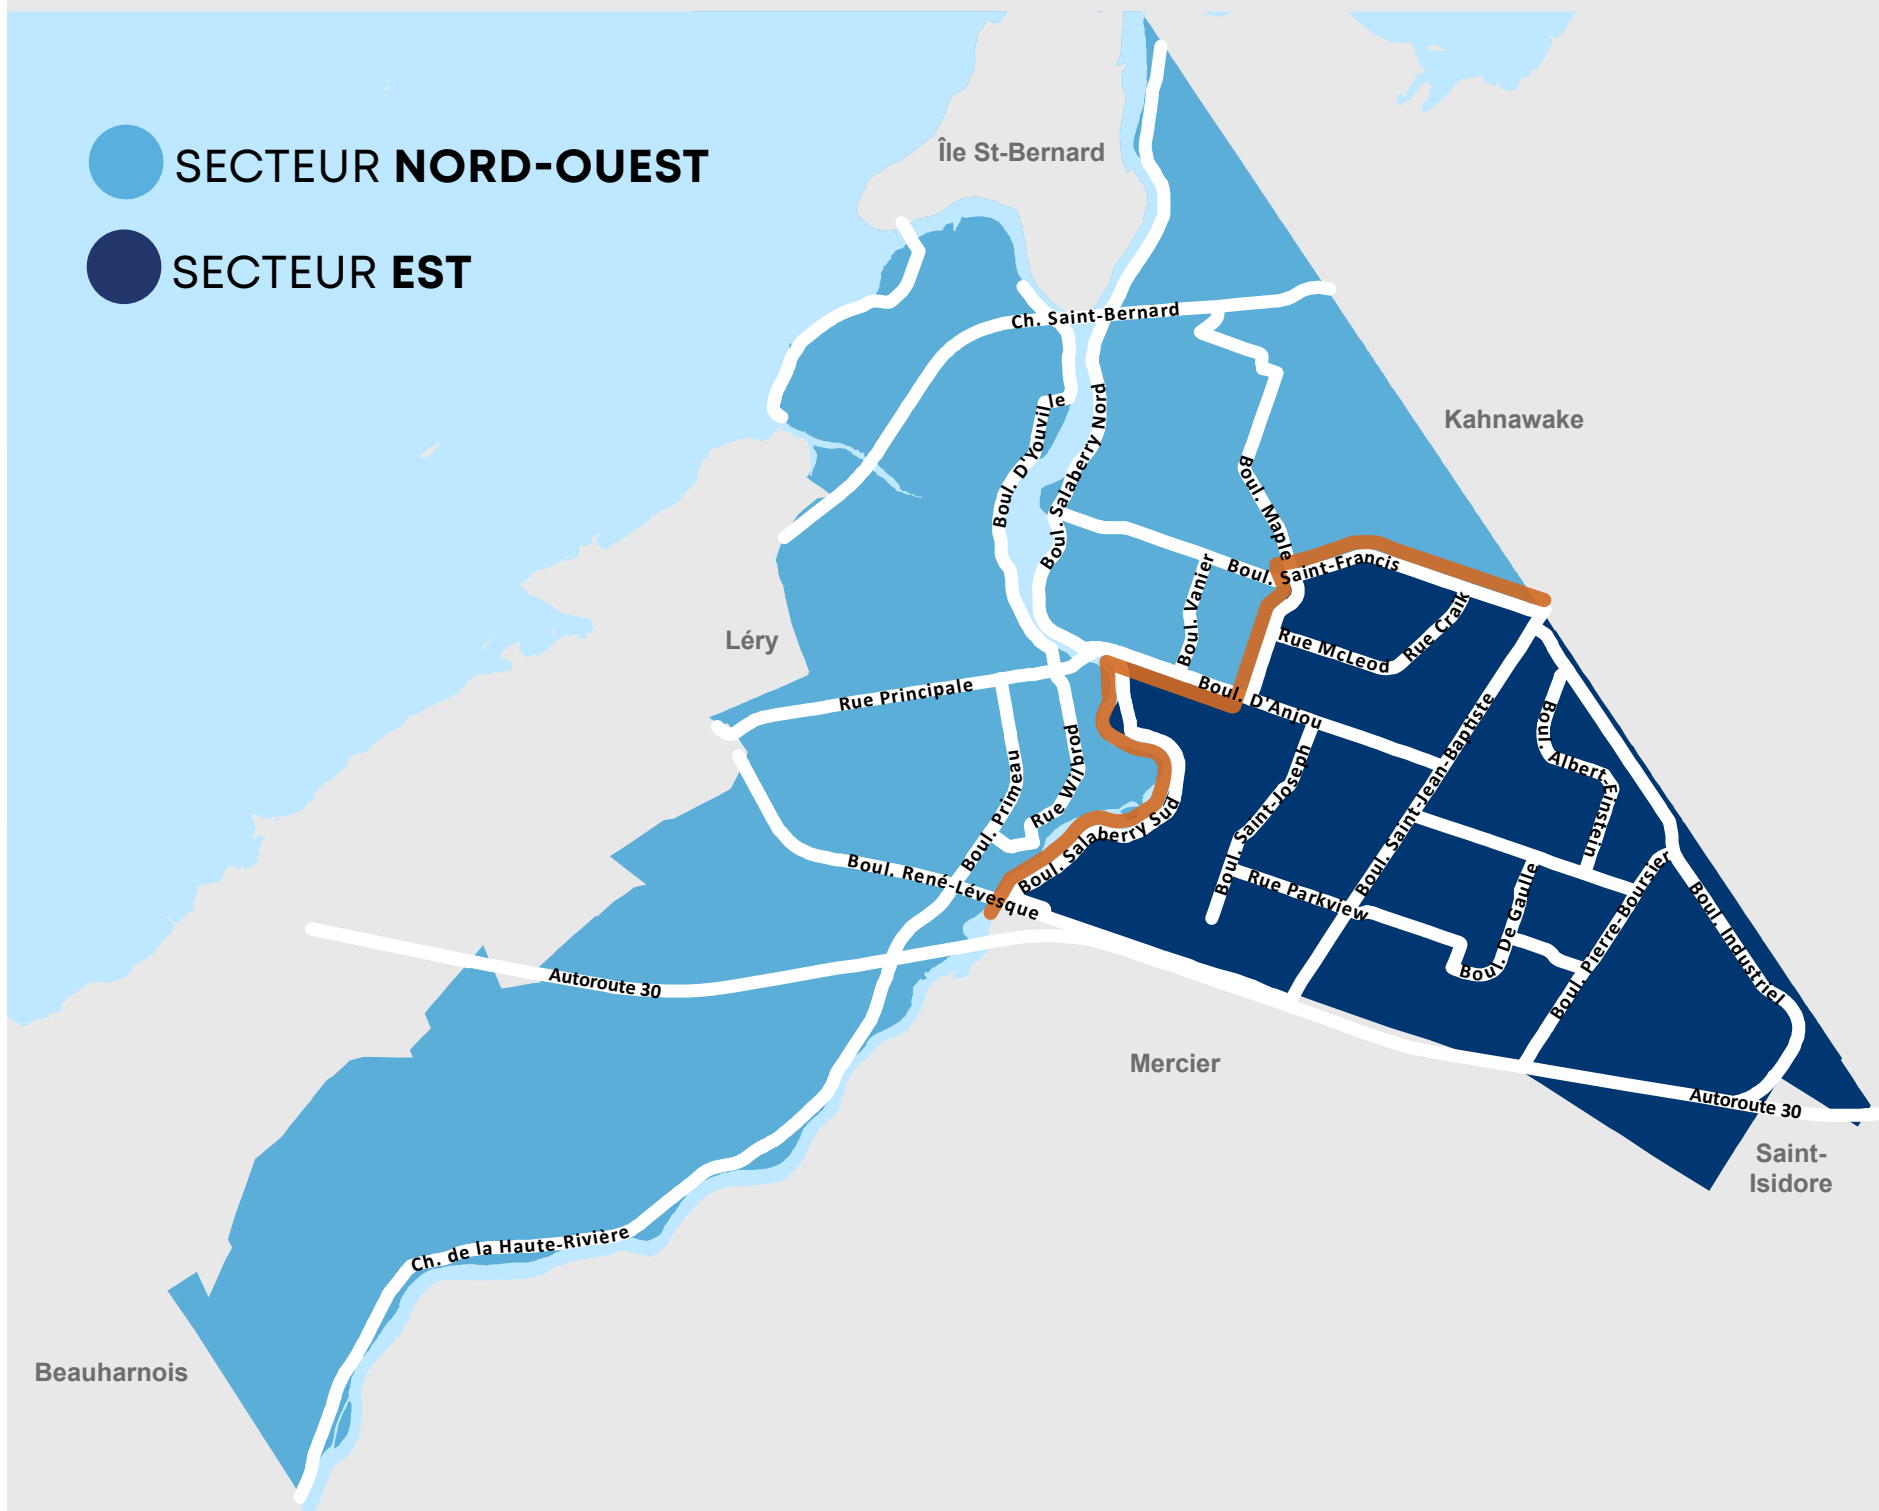 SECTEUR NORD-OUEST
SECTEUR EST
Île St-Bernard
Ch. Saint-Bernard
Kahnawake
Boul. D'Youville
Boul. Salaberry Nord
Boul. Maple
Boul. Saint-Francis
Boul. Vanier
Rue McLeod
Rue Craik
Léry
Rue Principale
Boul. D'Anjou
Boul. Primeau
Rue Wilbrod
Boul. Salaberry Sud
Boul. Saint-Joseph
Boul. Saint-Jean-Baptiste
Boul. Albert-Einstein
Boul. René-Lévesque
Rue Parkview
Boul. De Gaulle
Boul. Pierre-Boursier
Boul. Industriel
Autoroute 30
Mercier
Autoroute 30
Saint-
Isidore
Ch. de la Haute-Rivière
Beauharnois